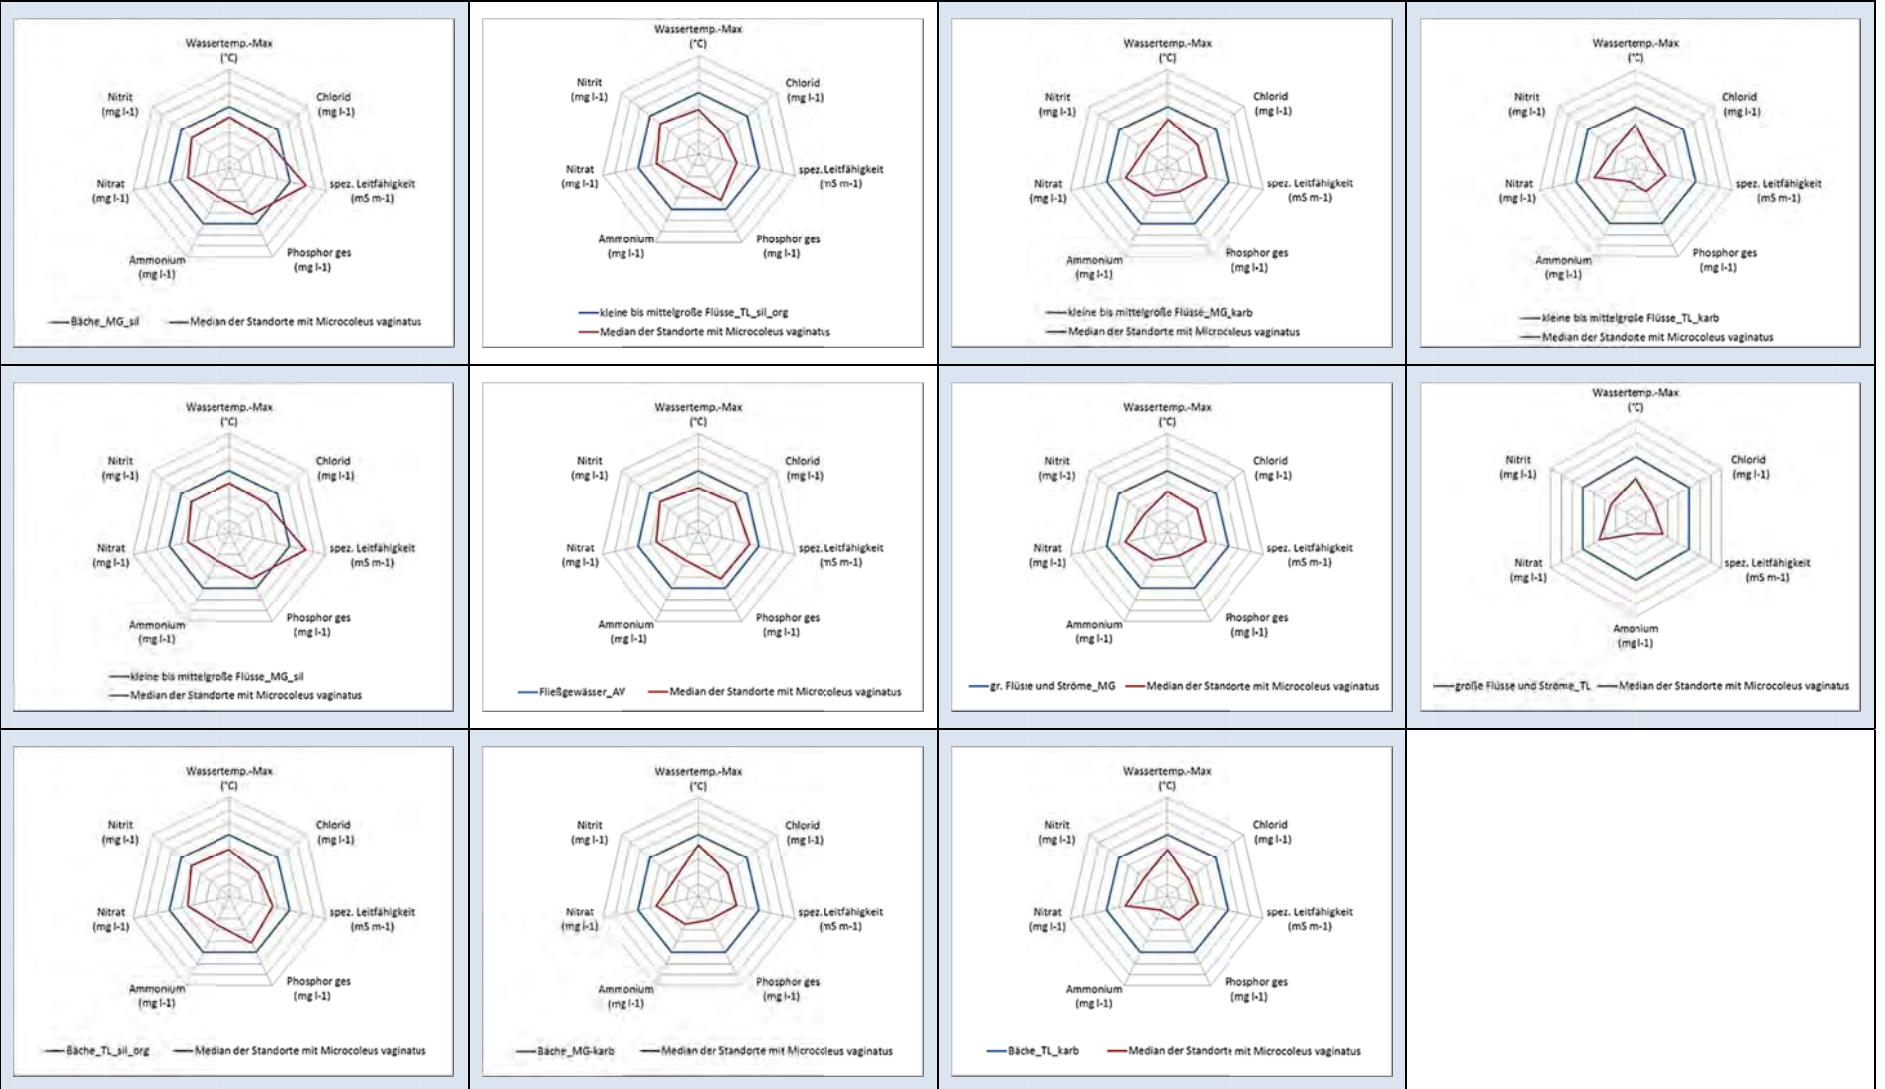 Wassertemp.-Max
(°C)
Nitrit
(mg l-1)
Chlorid
(mg l-1)
Nitrat
(mg l-1)
spez. Leitfähigkeit
(mS m-1)
Ammonium
(mg l-1)
Phosphor ges
(mg l-1)
Bäche_MG_sil
Median der Standorte mit Microcoleus vaginatus
Wassertemp.-Max
(°C)
Nitrit
(mg l-1)
Chlorid
(mg l-1)
Nitrat
(mg l-1)
spez. Leitfähigkeit
(mS m-1)
Ammonium
(mg l-1)
Phosphor ges
(mg l-1)
kleine bis mittelgroße Flüsse_TL_sil_org
Median der Standorte mit Microcoleus vaginatus
Wassertemp.-Max
(°C)
Nitrit
(mg l-1)
Chlorid
(mg l-1)
Nitrat
(mg l-1)
spez. Leitfähigkeit
(mS m-1)
Ammonium
(mg l-1)
Phosphor ges
(mg l-1)
kleine bis mittelgroße Flüsse_MG_karb
Median der Standorte mit Microcoleus vaginatus
Wassertemp.-Max
(°C)
Nitrit
(mg l-1)
Chlorid
(mg l-1)
Nitrat
(mg l-1)
spez. Leitfähigkeit
(mS m-1)
Ammonium
(mg l-1)
Phosphor ges
(mg l-1)
kleine bis mittelgroße Flüsse_TL_karb
Median der Standorte mit Microcoleus vaginatus
Wassertemp.-Max
(°C)
Nitrit
(mg l-1)
Chlorid
(mg l-1)
Nitrat
(mg l-1)
spez. Leitfähigkeit
(mS m-1)
Ammonium
(mg l-1)
Phosphor ges
(mg l-1)
kleine bis mittelgroße Flüsse_MG_sil
Median der Standorte mit Microcoleus vaginatus
Wassertemp.-Max
(°C)
Nitrit
(mg l-1)
Chlorid
(mg l-1)
Nitrat
(mg l-1)
spez. Leitfähigkeit
(mS m-1)
Ammonium
(mg l-1)
Phosphor ges
(mg l-1)
Fließgewässer_AV
Median der Standorte mit Microcoleus vaginatus
Wassertemp.-Max
(°C)
Nitrit
(mg l-1)
Chlorid
(mg l-1)
Nitrat
(mg l-1)
spez. Leitfähigkeit
(mS m-1)
Ammonium
(mg l-1)
Phosphor ges
(mg l-1)
gr. Flüsse und Ströme_MG
Median der Standorte mit Microcoleus vaginatus
Wassertemp.-Max
(°C)
Nitrit
(mg l-1)
Chlorid
(mg l-1)
Nitrat
(mg l-1)
spez. Leitfähigkeit
(mS m-1)
Amonium
(mg l-1)
große Flüsse und Ströme_TL
Median der Standorte mit Microcoleus vaginatus
Wassertemp.-Max
(°C)
Nitrit
(mg l-1)
Chlorid
(mg l-1)
Nitrat
(mg l-1)
spez. Leitfähigkeit
(mS m-1)
Ammonium
(mg l-1)
Phosphor ges
(mg l-1)
Bäche_TL_sil_org
Median der Standorte mit Microcoleus vaginatus
Wassertemp.-Max
(°C)
Nitrit
(mg l-1)
Chlorid
(mg l-1)
Nitrat
(mg l-1)
spez. Leitfähigkeit
(mS m-1)
Ammonium
(mg l-1)
Phosphor ges
(mg l-1)
Bäche_MG-karb
Median der Standorte mit Microcoleus vaginatus
Wassertemp.-Max
(°C)
Nitrit
(mg l-1)
Chlorid
(mg l-1)
Nitrat
(mg l-1)
spez. Leitfähigkeit
(mS m-1)
Ammonium
(mg l-1)
Phosphor ges
(mg l-1)
Bäche_TL_karb
Median der Standorte mit Microcoleus vaginatus